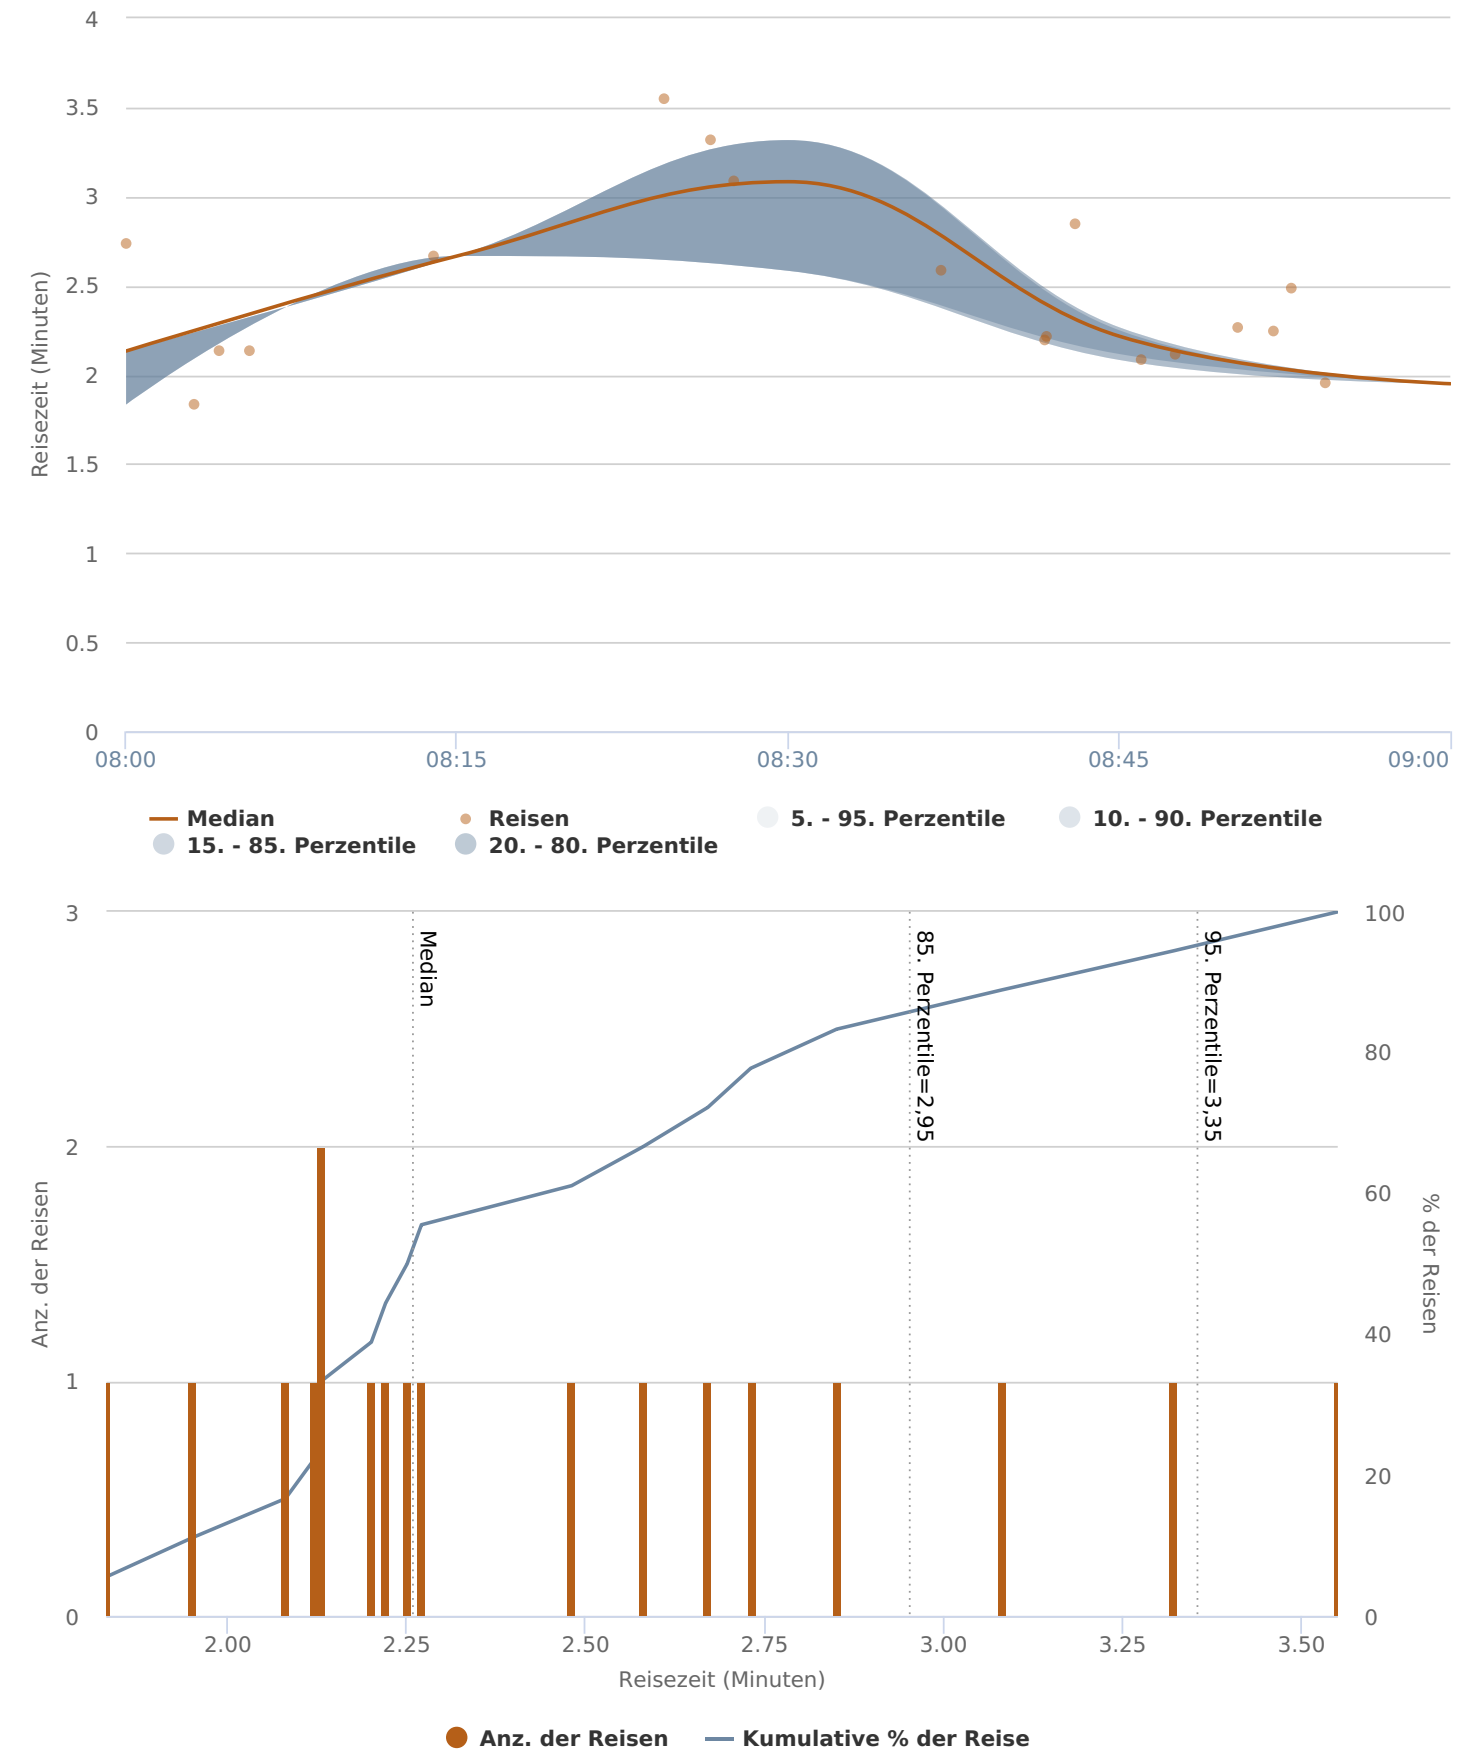 4
3.5
3
2.5
2
1.5
1
0.5
0
Reisezeit (Minuten)
08:00 08:15 08:30 08:45 09:00
Median Reisen 5. - 95. Perzentile 10. - 90. Perzentile
15. - 85. Perzentile 20. - 80. Perzentile
3
2
1
0
Anz. der Reisen
Median
85. Perzentile=2,95
95. Perzentile=3,35
100
80
60
40
20
0
% der Reisen
2.00 2.25 2.50 2.75 3.00 3.25 3.50
Reisezeit (Minuten)
Anz. der Reisen Kumulative % der Reise